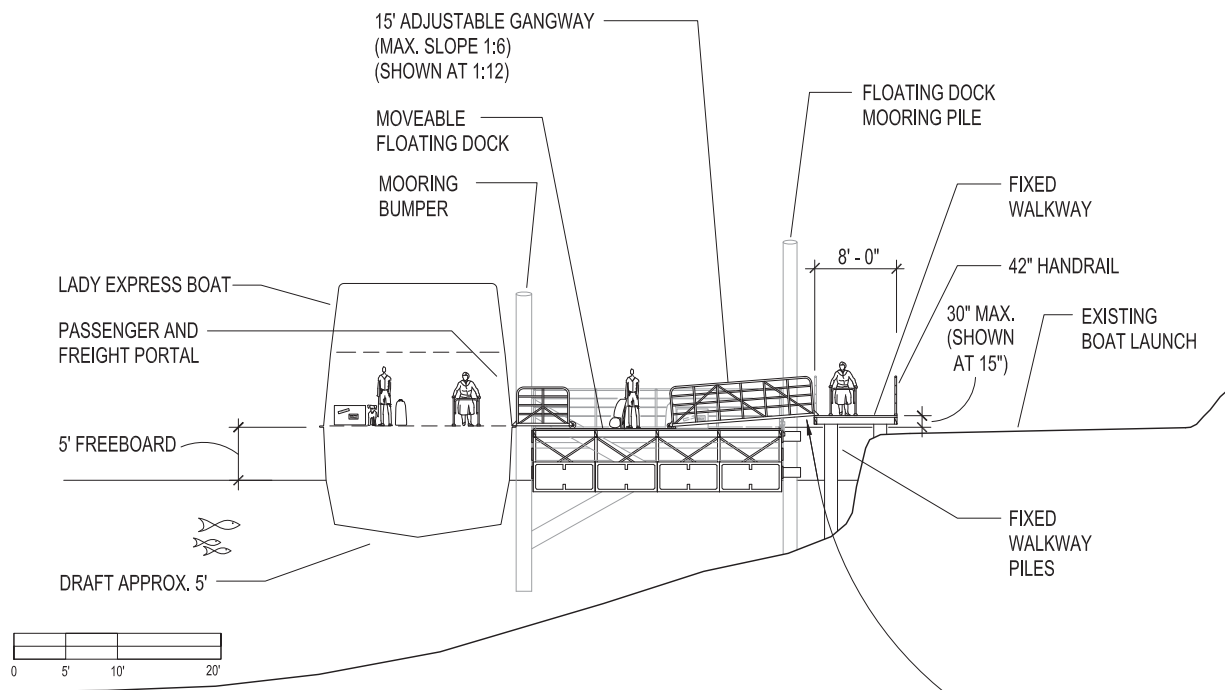 15' ADJUSTABLE GANGWAY
(MAX. SLOPE 1:6)
(SHOWN AT 1:12)
MOVEABLE
FLOATING DOCK
MOORING
BUMPER
FLOATING DOCK
MOORING PILE
FIXED
WALKWAY
8' - 0"
42" HANDRAIL
LADY EXPRESS BOAT
PASSENGER AND
FREIGHT PORTAL
30" MAX.
(SHOWN
AT 15")
EXISTING
BOAT LAUNCH
5' FREEBOARD
FIXED
WALKWAY
PILES
DRAFT APPROX. 5'
0 5' 10' 20'